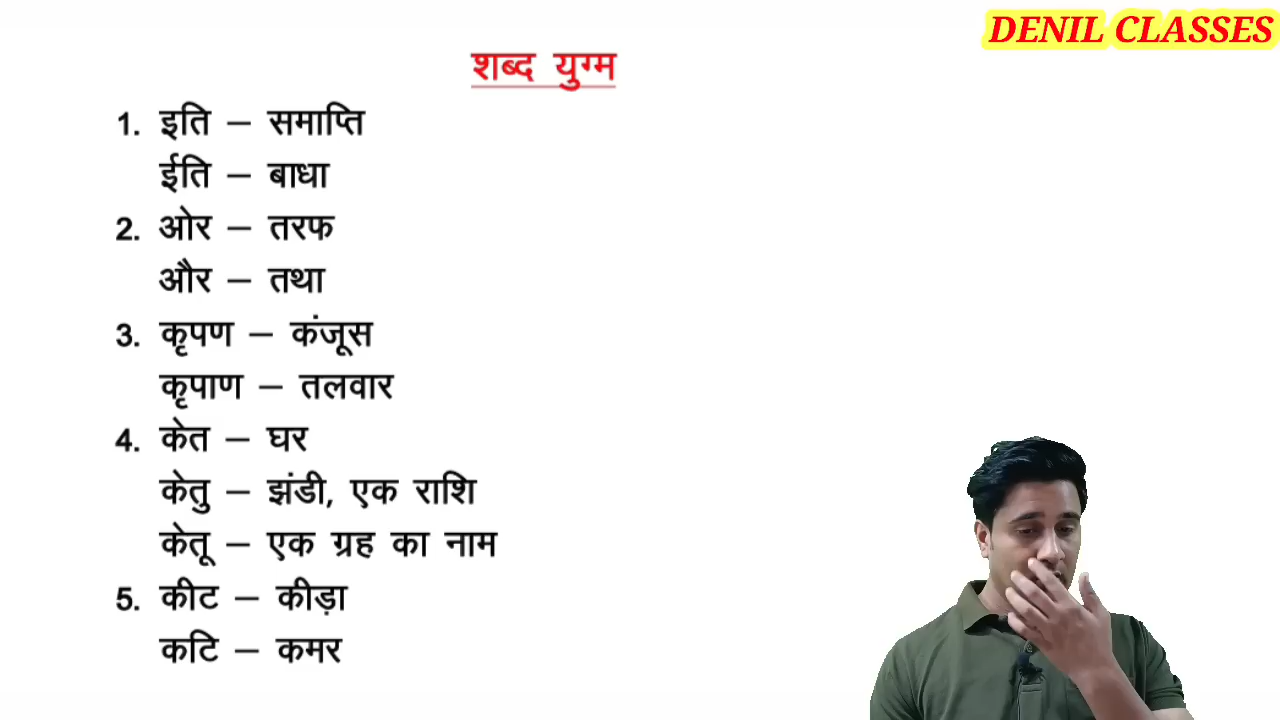 DENIL CLASSES
शब्द युग्म
1. इति – समाप्ति
ईति – बाधा
2. ओर – तरफ
और – तथा
3. कृपण – कंजूस
कृपाण – तलवार
4. केत – घर
केतु – झंडी, एक राशि
केतू – एक ग्रह का नाम
5. कीट – कीड़ा
कटि – कमर